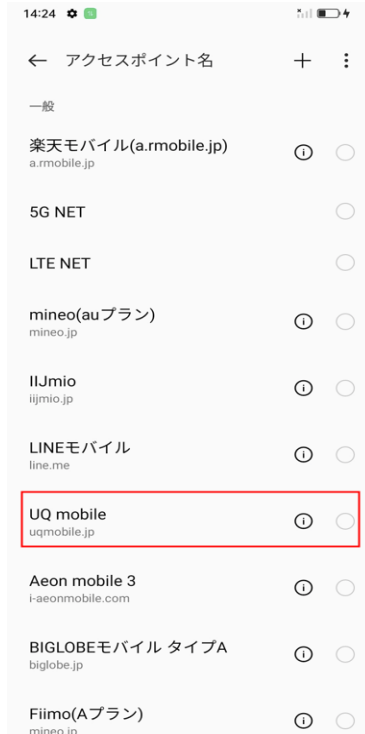 14:24
← アクセスポイント名
一般
楽天モバイル(a.rmobile.jp)
a.rmobile.jp
5G NET
LTE NET
mineo(auプラン)
mineo.jp
IIJmio
iijmio.jp
LINEモバイル
line.me
UQ mobile
uqmobile.jp
Aeon mobile 3
i-aeonmobile.com
BIGLOBEモバイル タイプA
biglobe.jp
Fiimo(Aプラン)
mineo.jp